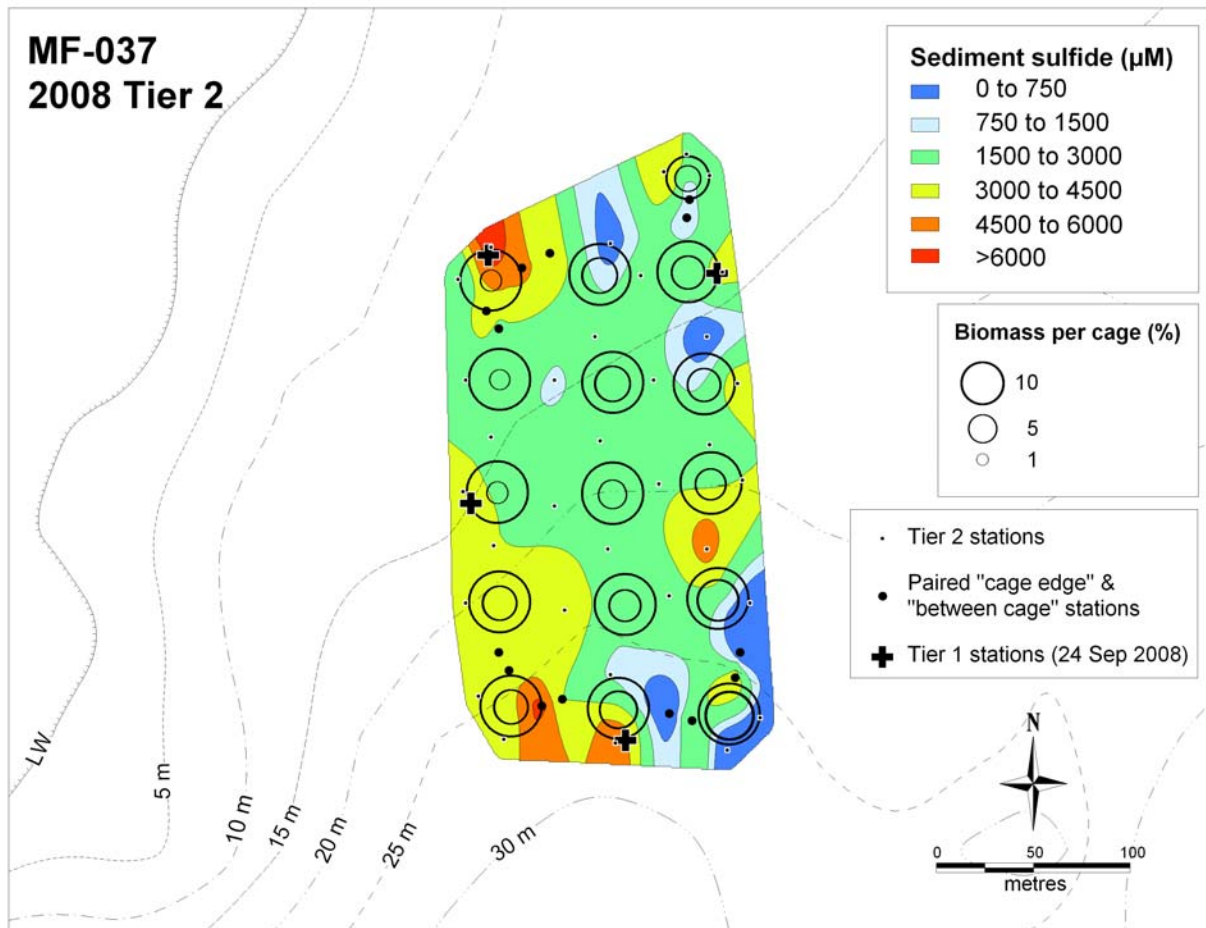 MF-037
2008 Tier 2
Sediment sulfide (µM)
0 to 750
750 to 1500
1500 to 3000
3000 to 4500
4500 to 6000
>6000
Biomass per cage (%)
10
5
1
Tier 2 stations
Paired "cage edge" &
"between cage" stations
Tier 1 stations (24 Sep 2008)
LW
5 m
10 m
15 m
20 m
25 m
30 m
N
0 50 100
metres